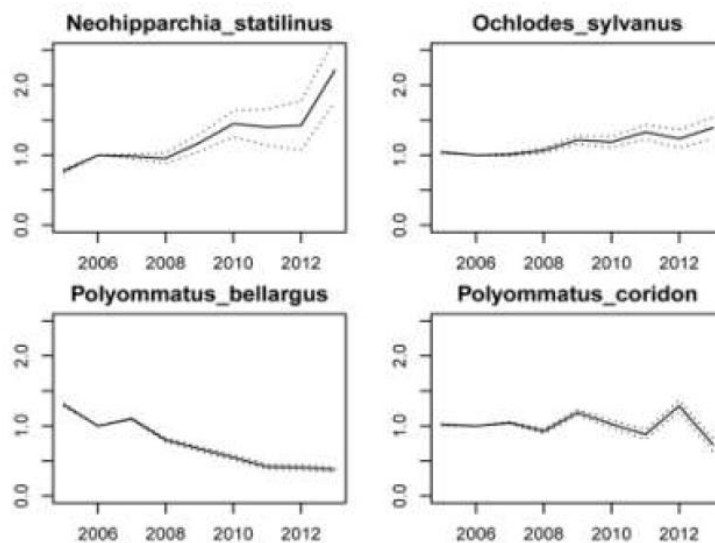 Neohipparchia_statilinus
Ochlodes_sylvanus
0.0 1.0 2.0
0.0 1.0 2.0
2006 2008 2010 2012
2006 2008 2010 2012
Polyommatus_bellargus
Polyommatus_coridon
0.0 1.0 2.0
0.0 1.0 2.0
2006 2008 2010 2012
2006 2008 2010 2012